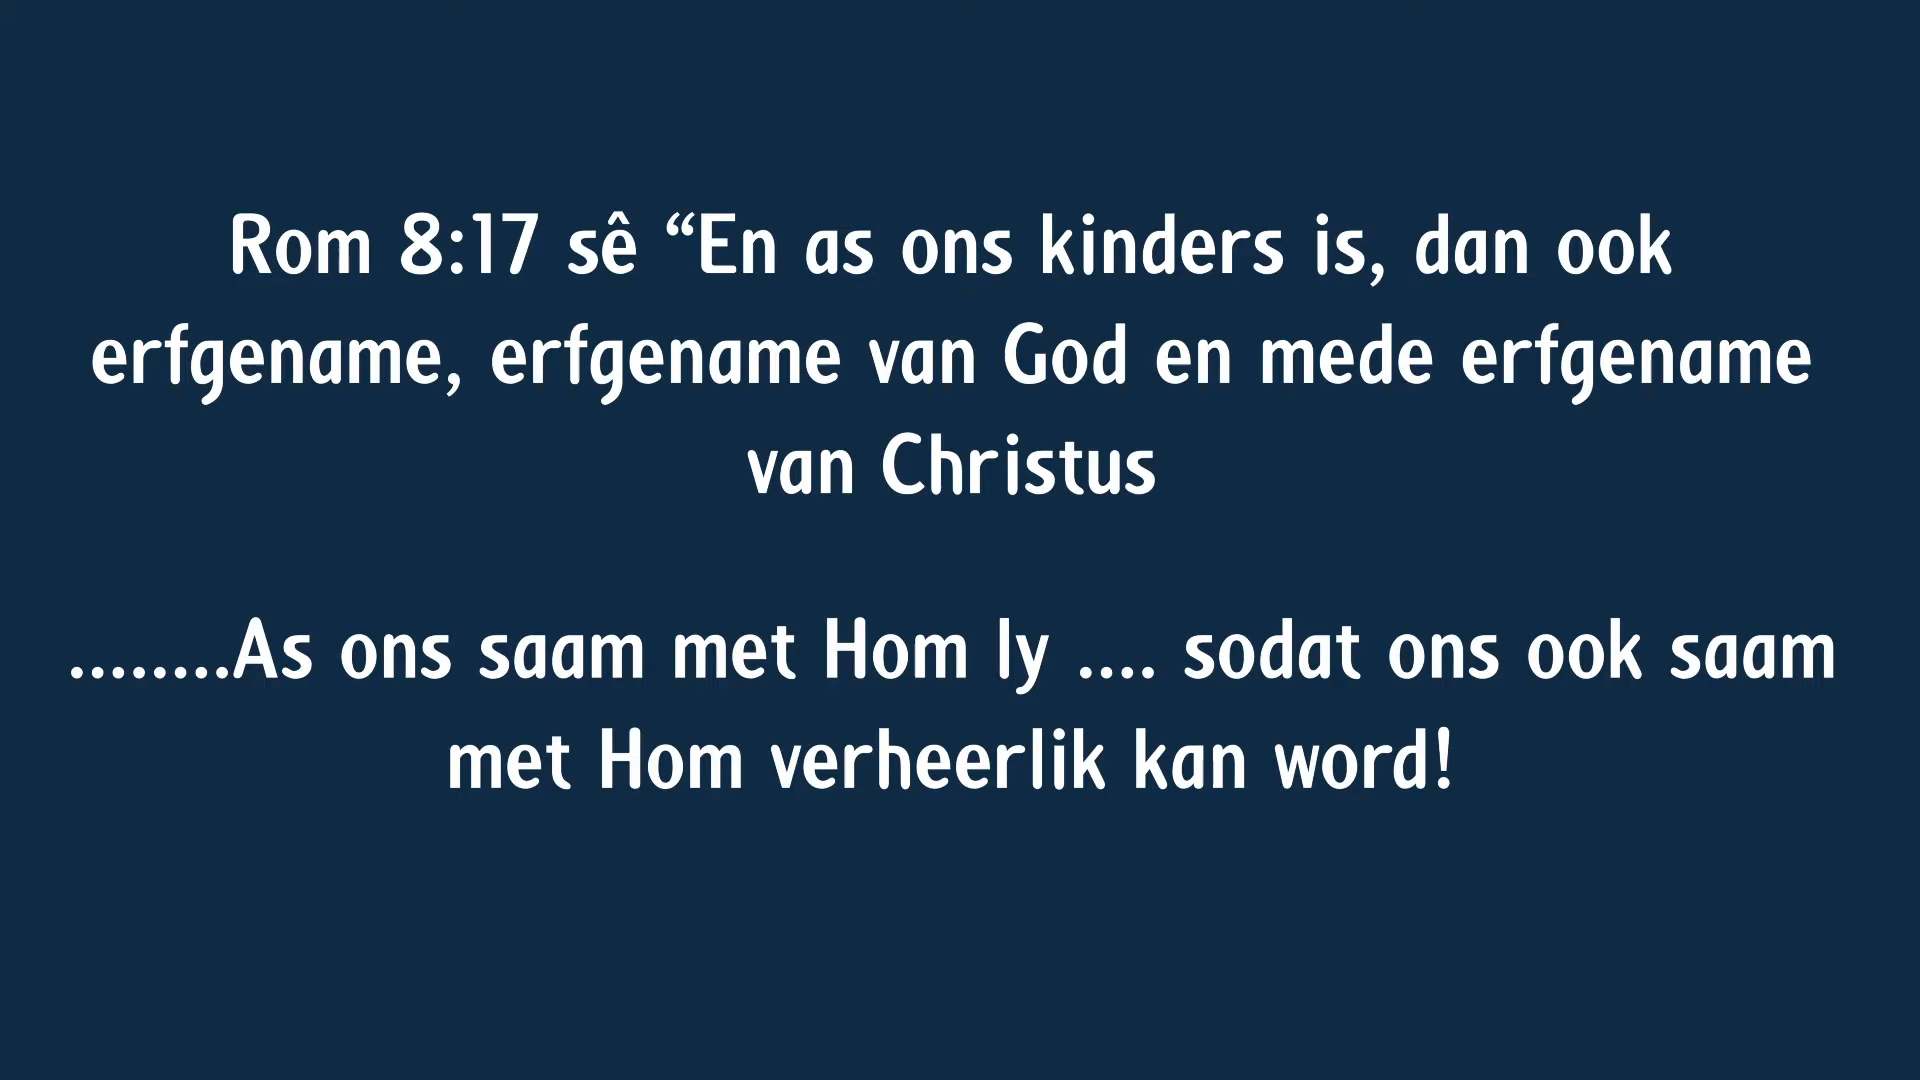 Rom 8:17 sê “En as ons kinders is, dan ook
erfgename, erfgename van God en mede erfgename
van Christus
........As ons saam met Hom ly .... sodat ons ook saam
met Hom verheerlik kan word!